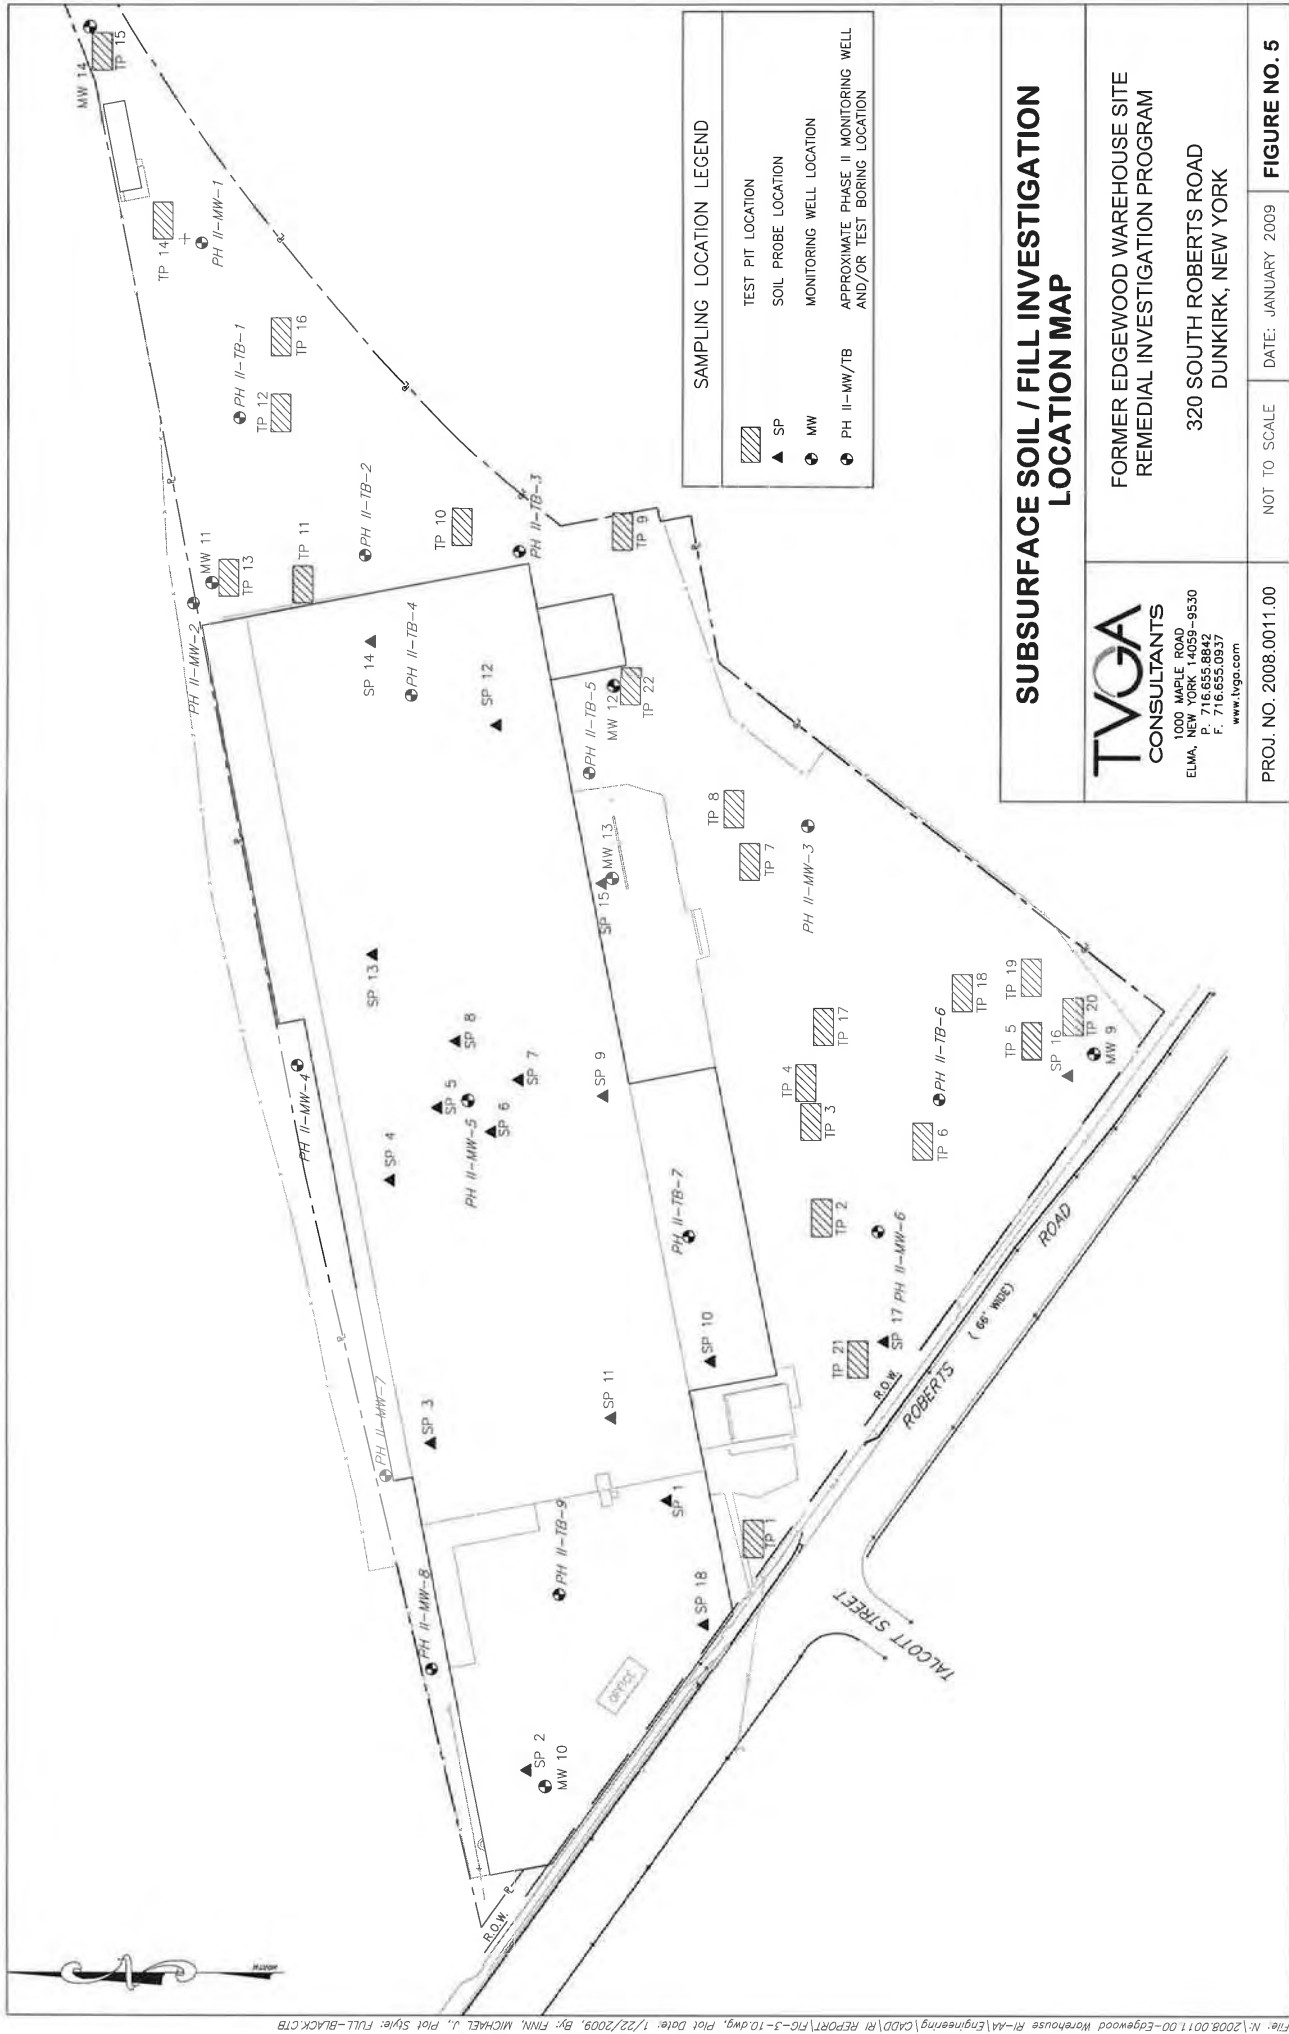 MW 14
TP 15
TP 14
PH II-MW-1
TP 16
PH II-TB-1
TP 12
PH II-TB-2
TP 10
PH II-TB-3
TP 9
MW 11
TP 13
TP 11
PH II-MW-2
SP 14
PH II-TB-4
SP 12
PH II-TB-5
MW 12
TP 22
TP 8
TP 7
PH II-MW-3
SP 15
MW 13
SP 13
SP 8
SP 7
SP 5
SP 6
PH II-MW-5
SP 4
PH II-MW-4
SP 9
TP 17
TP 4
TP 3
TP 18
TP 19
TP 5
TP 20
SP 16
MW 9
PH II-TB-6
TP 6
TP 2
PH II-MW-6
SP 17
TP 21
PH II-TB-7
SP 10
SP 11
SP 3
PH II-MW-7
SP 1
TP 1
PH II-TB-9
SP 18
PH II-MW-8
OFFICE
SP 2
MW 10
R.O.W.
R.O.W.
ROBERTS
( 66' WIDE)
ROAD
TALCOTT STREET
NORTH
SAMPLING LOCATION LEGEND
TEST PIT LOCATION
SP SOIL PROBE LOCATION
MW MONITORING WELL LOCATION
PH II-MW/TB APPROXIMATE PHASE II MONITORING WELL
AND/OR TEST BORING LOCATION
SUBSURFACE SOIL / FILL INVESTIGATION
LOCATION MAP
TVGA
CONSULTANTS
1000 MAPLE ROAD
ELMA, NEW YORK 14059-9530
P. 716.655.8842
F. 716.655.0937
www.tvga.com
FORMER EDGEWOOD WAREHOUSE SITE
REMEDIAL INVESTIGATION PROGRAM
320 SOUTH ROBERTS ROAD
DUNKIRK, NEW YORK
PROJ. NO. 2008.0011.00
NOT TO SCALE
DATE: JANUARY 2009
FIGURE NO. 5
File: N:\2008.0011.00-Edgewood Warehouse RI-AA\Engineering\CADD\RI REPORT\FIG-3-10.dwg, Plot Date: 1/22/2009, By: FINN, MICHAEL J, Plot Style: FULL-BLACK.CTB